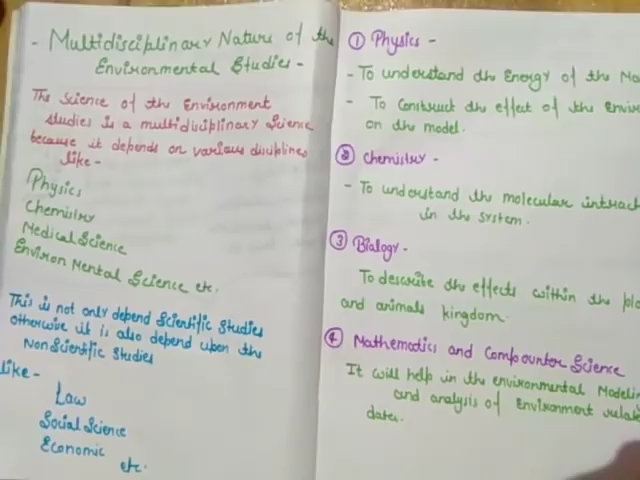 - Multidisciplinary Nature of the
Environmental Studies -
The Science of the Environment
studies is a multidisciplinary Science
because it depends on various disciplines
like -
Physics
Chemistry
Medical Science
Environ Mental Science etc.
This is not only depend Scientific Studies
otherwise it is also depend upon the
Non Scientific Studies
like -
Law
Social Science
Economic
etc.
① Physics -
- To understand the Energy of the
- To Construct the effect of the
on the model.
② Chemistry -
- To understand the molecular
in the system.
③ Bialogy -
To describe the effects within the
and animals kingdom.
④ Mathematics and Compounter Science
It will help in the environmental
and analysis of Environment
data.